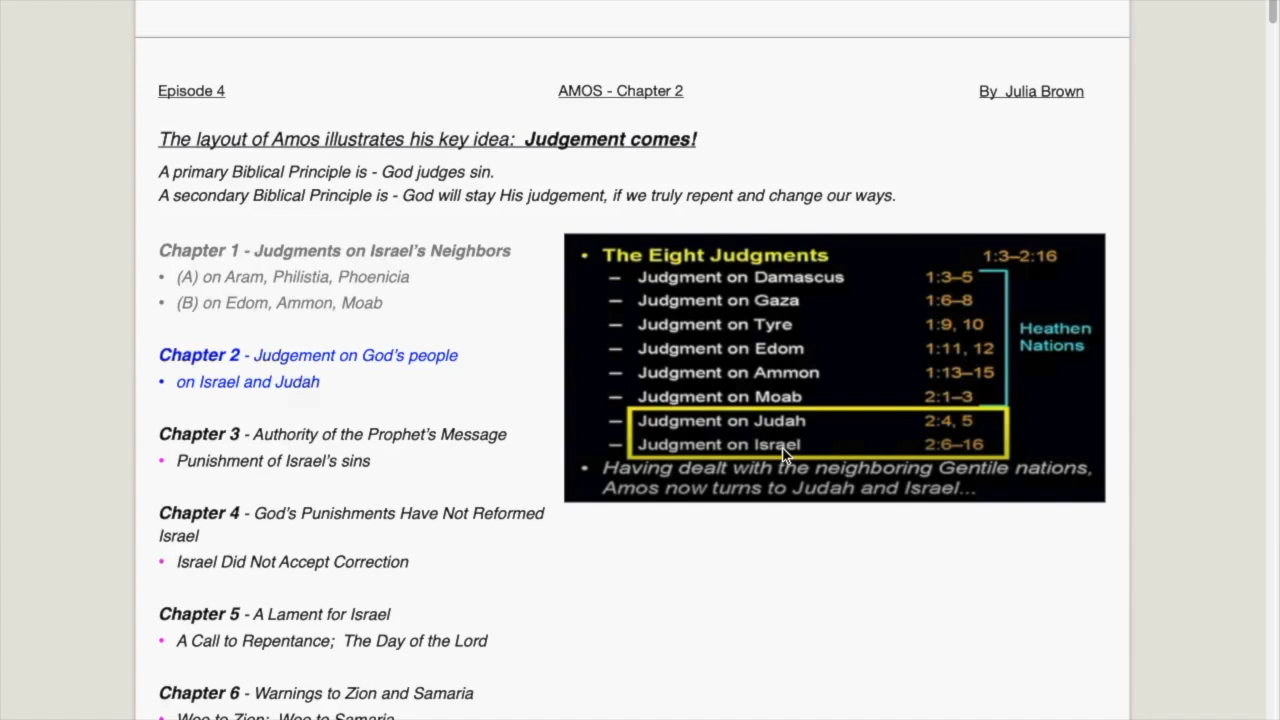 Episode 4 AMOS - Chapter 2 By Julia Brown
The layout of Amos illustrates his key idea: Judgement comes!
A primary Biblical Principle is - God judges sin.
A secondary Biblical Principle is - God will stay His judgement, if we truly repent and change our ways.
Chapter 1 - Judgments on Israel's Neighbors
• (A) on Aram, Philistia, Phoenicia
• (B) on Edom, Ammon, Moab
Chapter 2 - Judgement on God's people
• on Israel and Judah
Chapter 3 - Authority of the Prophet's Message
• Punishment of Israel's sins
Chapter 4 - God's Punishments Have Not Reformed
Israel
• Israel Did Not Accept Correction
Chapter 5 - A Lament for Israel
• A Call to Repentance; The Day of the Lord
Chapter 6 - Warnings to Zion and Samaria
• Woe to Zion; Woe to Samaria
• The Eight Judgments 1:3–2:16
– Judgment on Damascus 1:3–5
– Judgment on Gaza 1:6–8
– Judgment on Tyre 1:9, 10
– Judgment on Edom 1:11, 12
– Judgment on Ammon 1:13–15
– Judgment on Moab 2:1–3
Heathen
Nations
– Judgment on Judah 2:4, 5
– Judgment on Israel 2:6–16
• Having dealt with the neighboring Gentile nations,
Amos now turns to Judah and Israel...